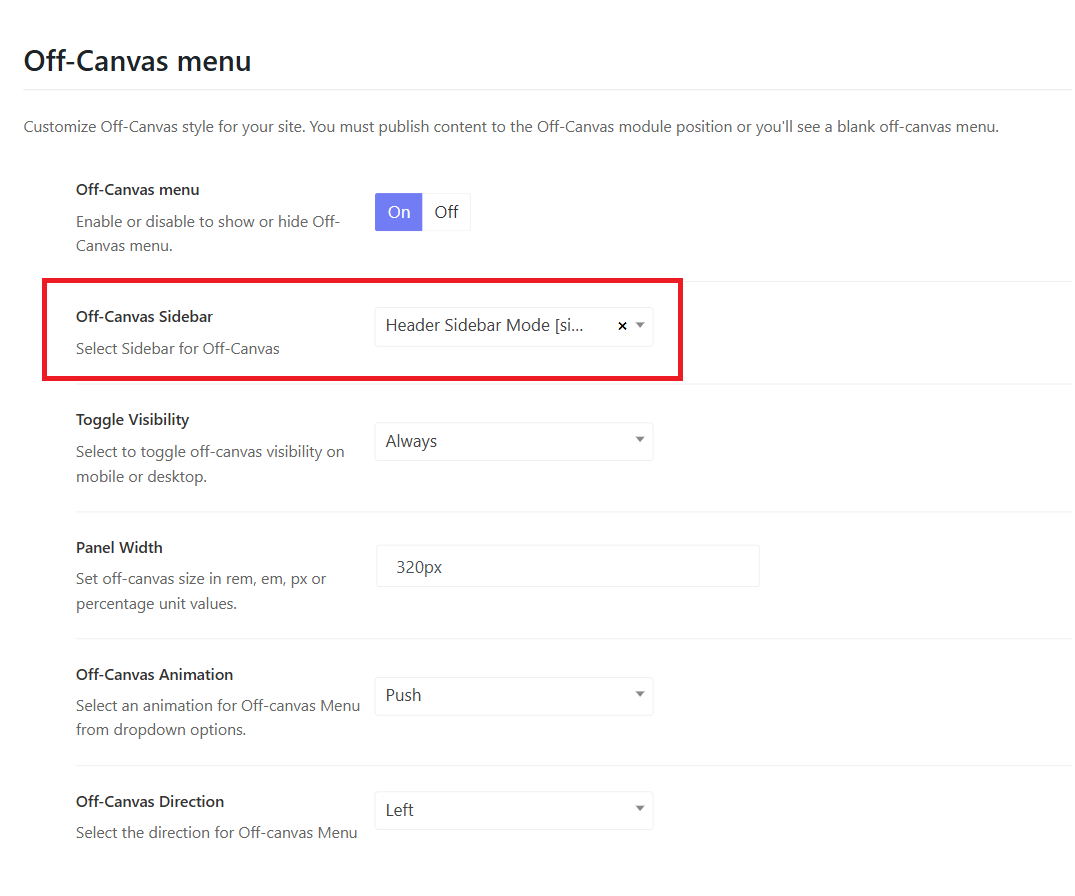 Off-Canvas menu
Customize Off-Canvas style for your site. You must publish content to the Off-Canvas module position or you'll see a blank off-canvas menu.
Off-Canvas menu
Enable or disable to show or hide Off-
Canvas menu.
On Off
Off-Canvas Sidebar
Select Sidebar for Off-Canvas
Header Sidebar Mode [si... ×
Toggle Visibility
Select to toggle off-canvas visibility on
mobile or desktop.
Always
Panel Width
Set off-canvas size in rem, em, px or
percentage unit values.
320px
Off-Canvas Animation
Select an animation for Off-canvas Menu
from dropdown options.
Push
Off-Canvas Direction
Select the direction for Off-canvas Menu
Left